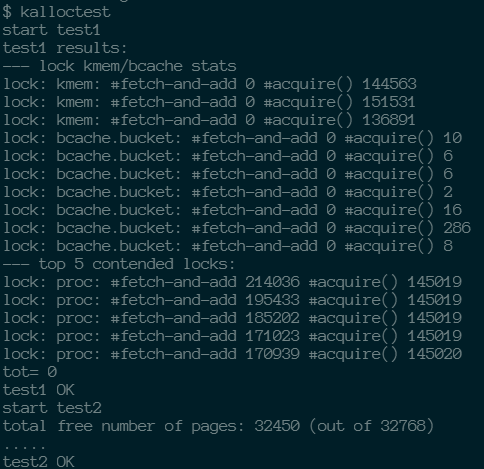 $ kalloctest
start test1
test1 results:
--- lock kmem/bcache stats
lock: kmem: #fetch-and-add 0 #acquire() 144563
lock: kmem: #fetch-and-add 0 #acquire() 151531
lock: kmem: #fetch-and-add 0 #acquire() 136891
lock: bcache.bucket: #fetch-and-add 0 #acquire() 10
lock: bcache.bucket: #fetch-and-add 0 #acquire() 6
lock: bcache.bucket: #fetch-and-add 0 #acquire() 6
lock: bcache.bucket: #fetch-and-add 0 #acquire() 2
lock: bcache.bucket: #fetch-and-add 0 #acquire() 16
lock: bcache.bucket: #fetch-and-add 0 #acquire() 286
lock: bcache.bucket: #fetch-and-add 0 #acquire() 8
--- top 5 contended locks:
lock: proc: #fetch-and-add 214036 #acquire() 145019
lock: proc: #fetch-and-add 195433 #acquire() 145019
lock: proc: #fetch-and-add 185202 #acquire() 145019
lock: proc: #fetch-and-add 171023 #acquire() 145019
lock: proc: #fetch-and-add 170939 #acquire() 145020
tot= 0
test1 OK
start test2
total free number of pages: 32450 (out of 32768)
.....
test2 OK